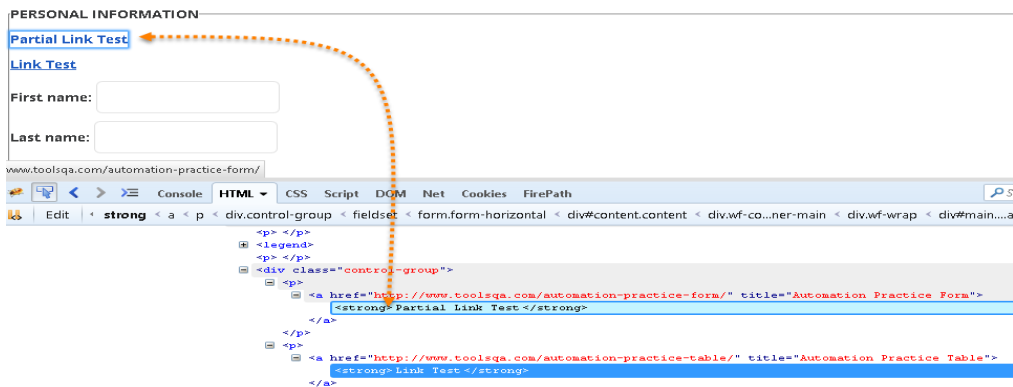 PERSONAL INFORMATION
Partial Link Test
Link Test
First name:
Last name:
www.toolsqa.com/automation-practice-form/
Console HTML CSS Script DOM Net Cookies FirePath
Edit strong < a < p < div.control-group < fieldset < form.form-horizontal < div#content.content < div.wf-co...ner-main < div.wf-wrap < div#main....a
<p> </p>
<legend>
<p> </p>
<div class="control-group">
<p>
<a href="http://www.toolsqa.com/automation-practice-form/" title="Automation Practice Form">
<strong>Partial Link Test</strong>
</a>
</p>
<p>
<a href="http://www.toolsqa.com/automation-practice-table/" title="Automation Practice Table">
<strong>Link Test</strong>
</a>